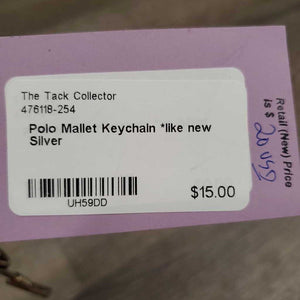 The Tack Collector
476118-254
Polo Mallet Keychain *like new
Silver
UH59DD
$15.00
Retail (New) Price
is $ 20 USD